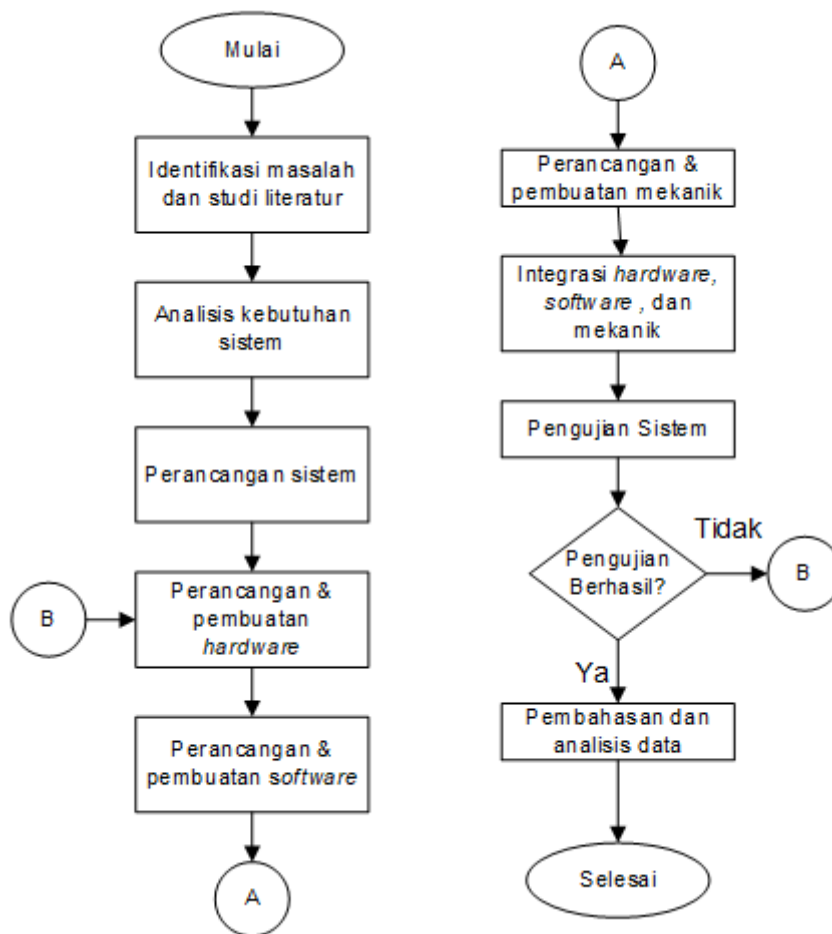 Mulai
Identifikasi masalah
dan studi literatur
Analisis kebutuhan
sistem
Perancangan sistem
B
Perancangan &
pembuatan
hardware
Perancangan &
pembuatan software
A
A
Perancangan &
pembuatan mekanik
Integrasi hardware,
software , dan
mekanik
Pengujian Sistem
Pengujian
Berhasil?
Tidak
B
Ya
Pembahasan dan
analisis data
Selesai